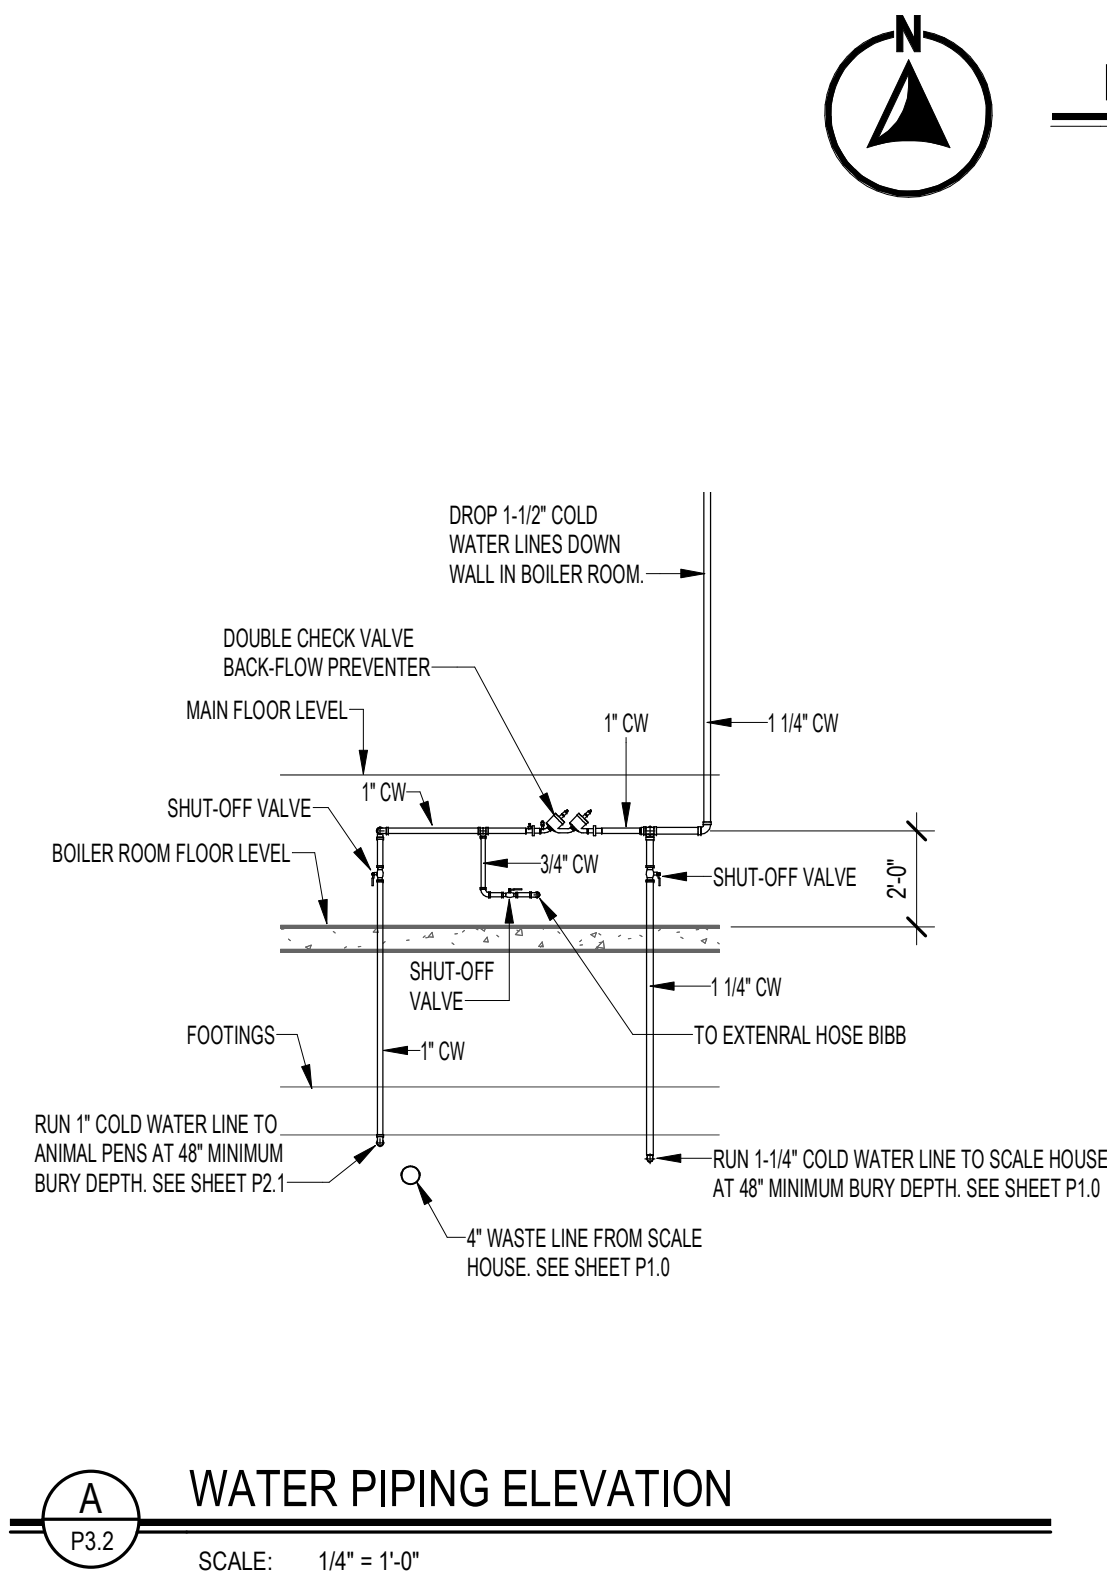 N
DROP 1-1/2" COLD
WATER LINES DOWN
WALL IN BOILER ROOM.
DOUBLE CHECK VALVE
BACK-FLOW PREVENTER
MAIN FLOOR LEVEL
1" CW
1 1/4" CW
1" CW
SHUT-OFF VALVE
BOILER ROOM FLOOR LEVEL
3/4" CW
SHUT-OFF VALVE
2'-0"
SHUT-OFF
VALVE
1 1/4" CW
FOOTINGS
1" CW
TO EXTENRAL HOSE BIBB
RUN 1" COLD WATER LINE TO
ANIMAL PENS AT 48" MINIMUM
BURY DEPTH. SEE SHEET P2.1
RUN 1-1/4" COLD WATER LINE TO SCALE HOUSE
AT 48" MINIMUM BURY DEPTH. SEE SHEET P1.0
4" WASTE LINE FROM SCALE
HOUSE. SEE SHEET P1.0
A
P3.2
WATER PIPING ELEVATION
SCALE: 1/4" = 1'-0"